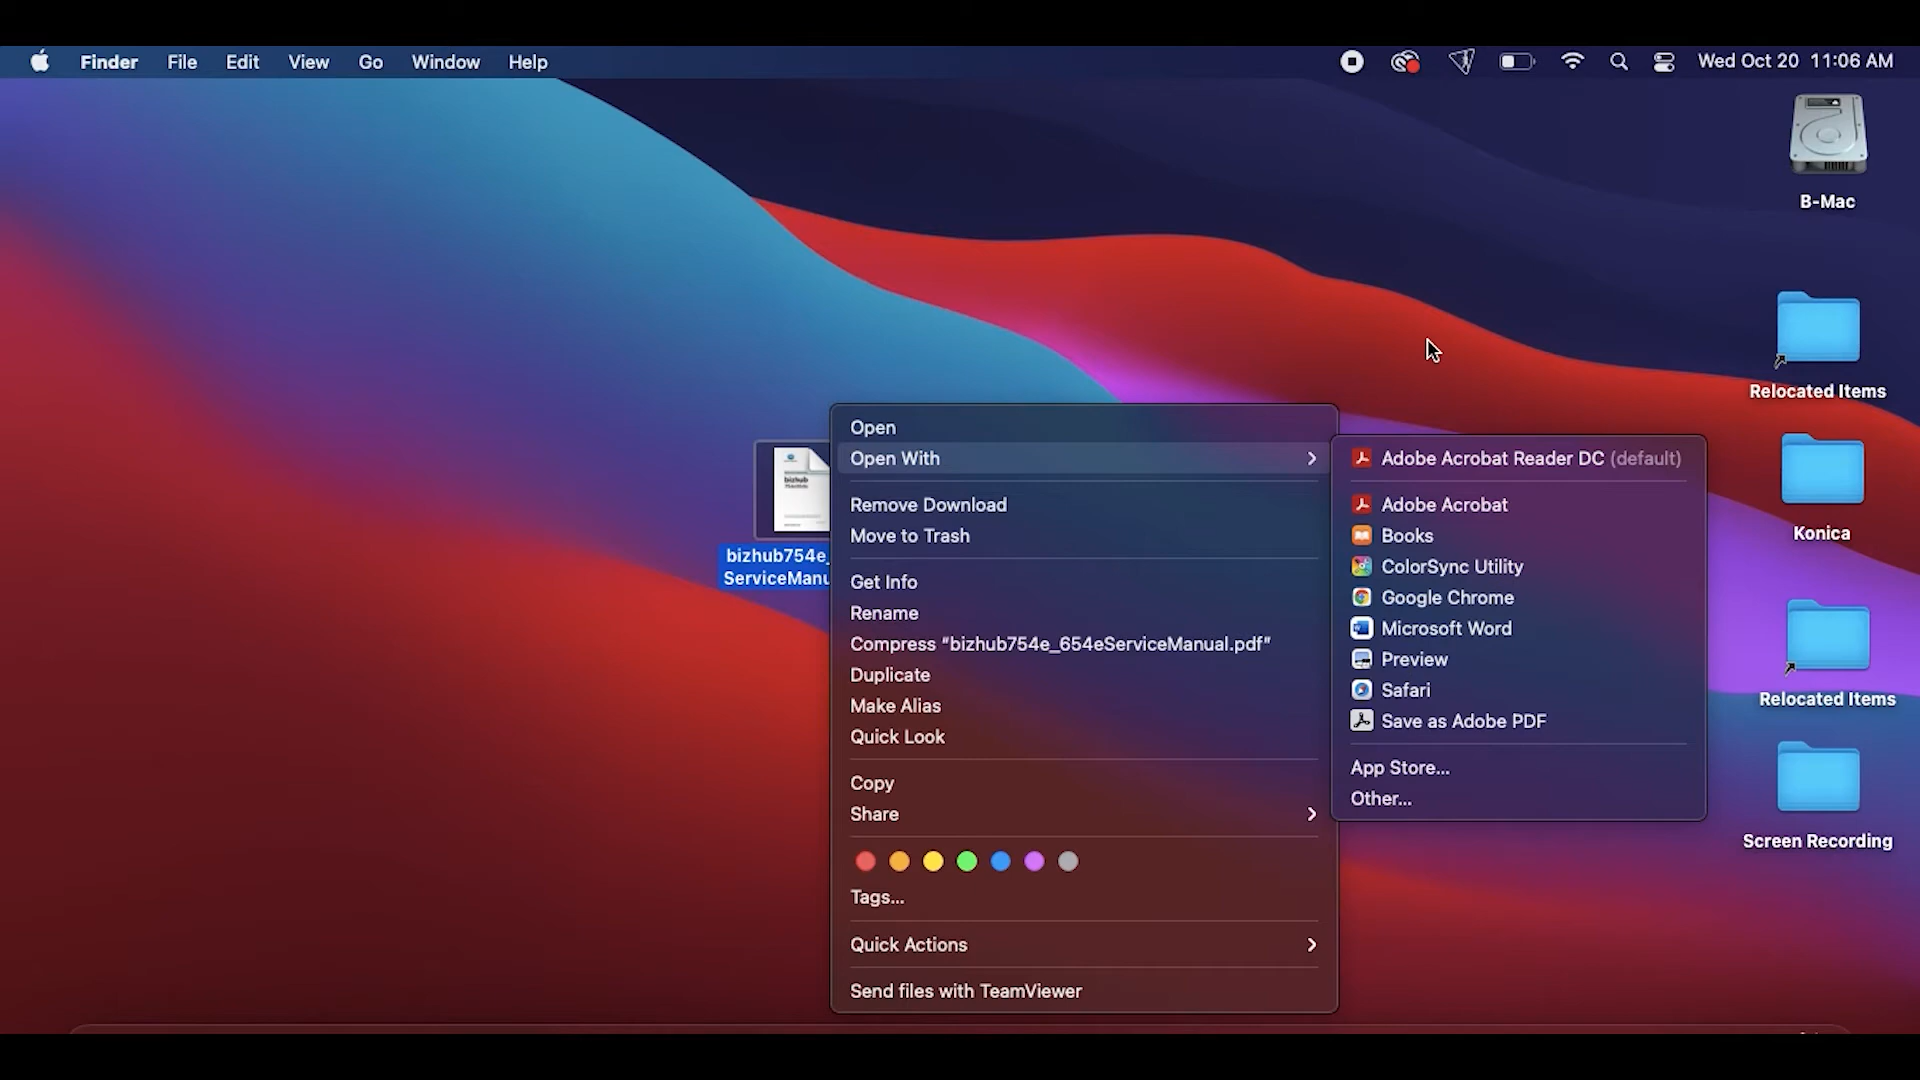 Finder File Edit View Go Window Help Wed Oct 20 11:06 AM
B-Mac
Relocated Items
Konica
Relocated Items
Screen Recording
bizhub
bizhub754e_
ServiceManu
Open
Open With
Remove Download
Move to Trash
Get Info
Rename
Compress “bizhub754e_654eServiceManual.pdf”
Duplicate
Make Alias
Quick Look
Copy
Share
Tags...
Quick Actions
Send files with TeamViewer
Adobe Acrobat Reader DC (default)
Adobe Acrobat
Books
ColorSync Utility
Google Chrome
Microsoft Word
Preview
Safari
Save as Adobe PDF
App Store...
Other...